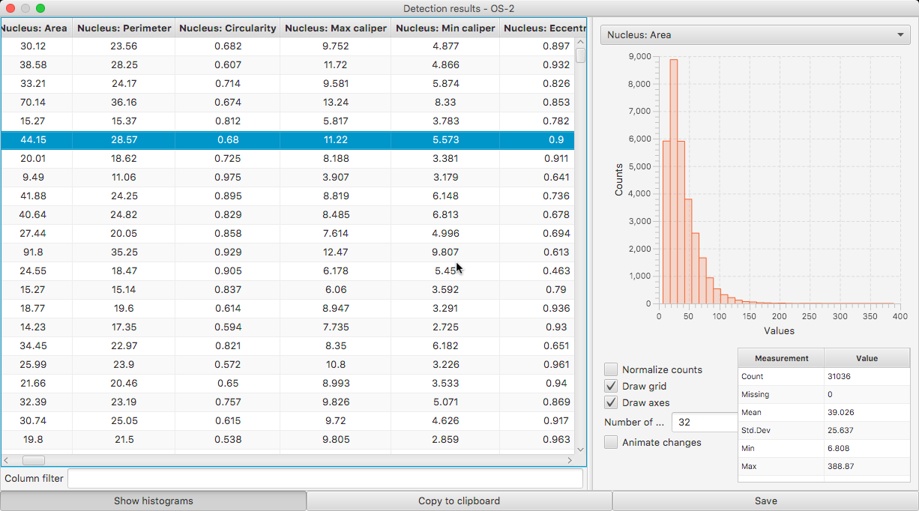 Detection results - OS-2
Nucleus: Area Nucleus: Perimeter Nucleus: Circularity Nucleus: Max caliper Nucleus: Min caliper Nucleus: Eccentr
30.12 23.56 0.682 9.752 4.877 0.897
38.58 28.25 0.607 11.72 4.866 0.932
33.21 24.17 0.714 9.581 5.874 0.826
70.14 36.16 0.674 13.24 8.33 0.853
15.27 15.37 0.812 5.817 3.783 0.782
44.15 28.57 0.68 11.22 5.573 0.9
20.01 18.62 0.725 8.188 3.381 0.911
9.49 11.06 0.975 3.907 3.179 0.641
41.88 24.25 0.895 8.819 6.148 0.736
40.64 24.82 0.829 8.485 6.813 0.678
27.44 20.05 0.858 7.614 4.996 0.694
91.8 35.25 0.929 12.47 9.807 0.613
24.55 18.47 0.905 6.178 5.45 0.463
15.27 15.14 0.837 6.06 3.592 0.79
18.77 19.6 0.614 8.947 3.291 0.936
14.23 17.35 0.594 7.735 2.725 0.93
34.45 22.97 0.821 8.35 6.182 0.651
25.99 23.9 0.572 10.8 3.226 0.961
21.66 20.46 0.65 8.993 3.533 0.94
32.39 23.19 0.757 9.826 5.071 0.869
30.74 25.05 0.615 9.72 4.626 0.917
19.8 21.5 0.538 9.805 2.859 0.963
Column filter
Nucleus: Area
9,000
8,000
7,000
6,000
5,000
4,000
3,000
2,000
1,000
0
Counts
0 50 100 150 200 250 300 350 400
Values
Normalize counts
Draw grid
Draw axes
Number of ... 32
Animate changes
Measurement Value
Count 31036
Missing 0
Mean 39.026
Std.Dev 25.637
Min 6.808
Max 388.87
Show histograms Copy to clipboard Save